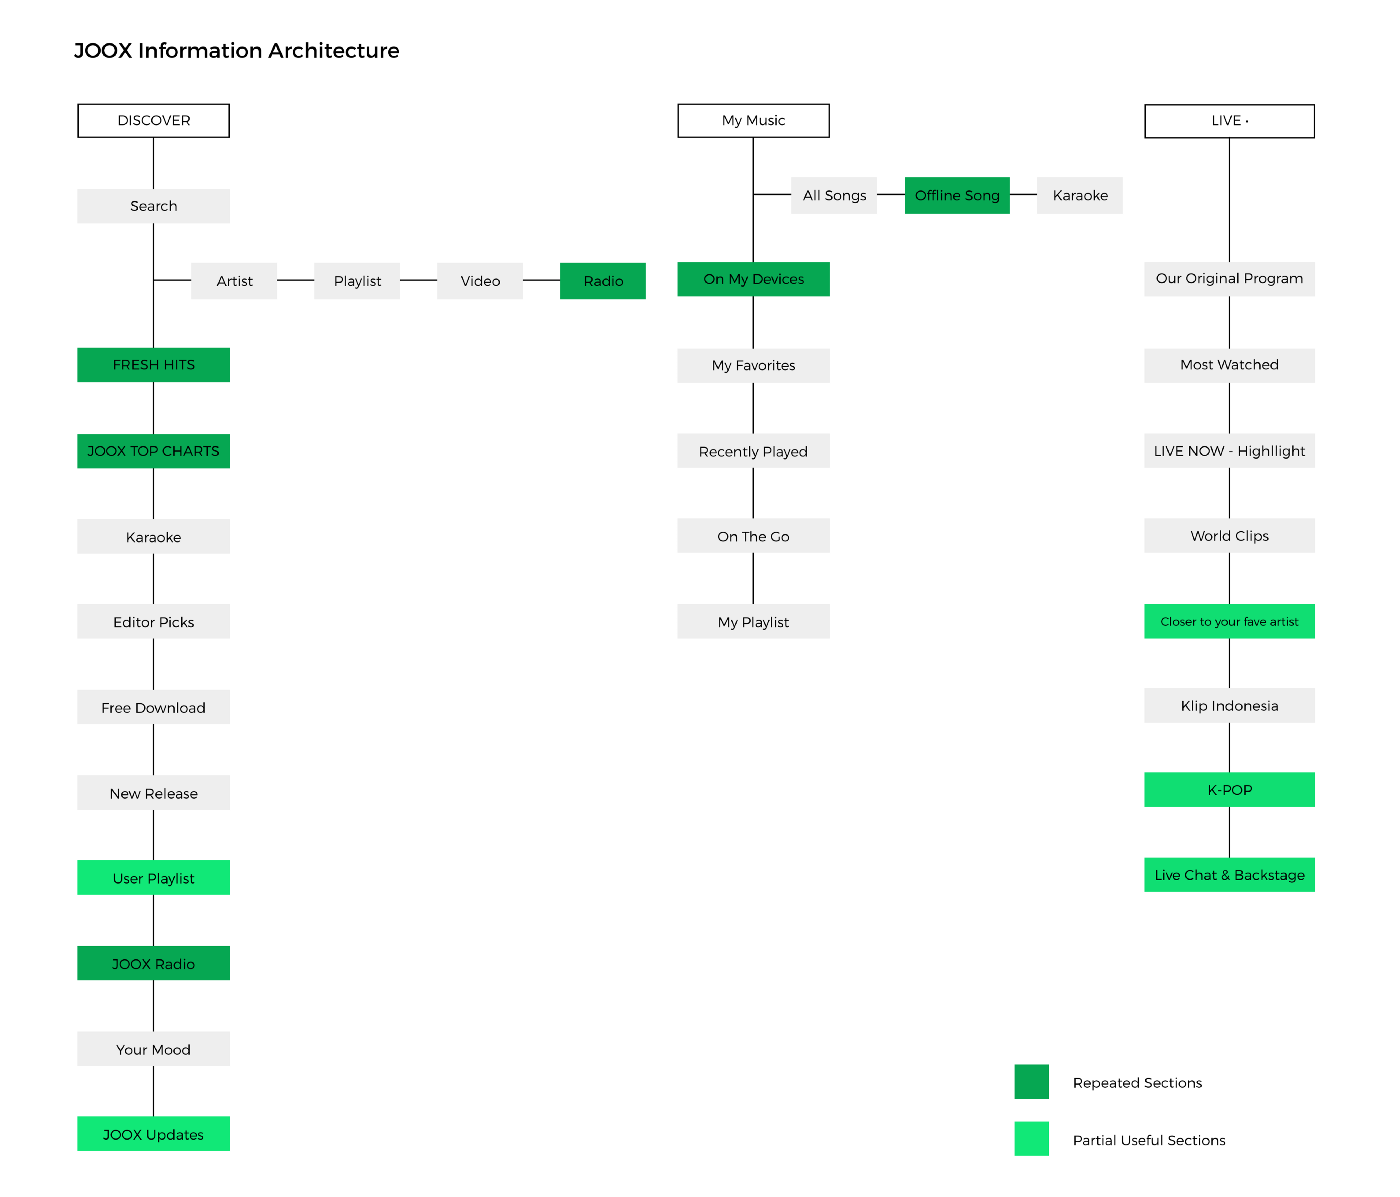 JOOX Information Architecture
DISCOVER
Search
Artist
Playlist
Video
Radio
FRESH HITS
JOOX TOP CHARTS
Karaoke
Editor Picks
Free Download
New Release
User Playlist
JOOX Radio
Your Mood
JOOX Updates
My Music
All Songs
Offline Song
Karaoke
On My Devices
My Favorites
Recently Played
On The Go
My Playlist
LIVE •
Our Original Program
Most Watched
LIVE NOW - Highllight
World Clips
Closer to your fave artist
Klip Indonesia
K-POP
Live Chat & Backstage
Repeated Sections
Partial Useful Sections